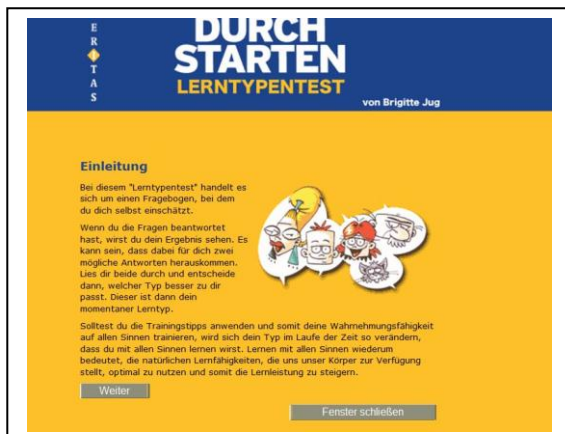 E
R
I
T
A
S
DURCH
STARTEN
LERNTYPENTEST
von Brigitte Jug
Einleitung
Bei diesem "Lerntypentest" handelt es
sich um einen Fragebogen, bei dem
du dich selbst einschätzt.
Wenn du die Fragen beantwortet
hast, wirst du dein Ergebnis sehen. Es
kann sein, dass dabei für dich zwei
mögliche Antworten herauskommen.
Lies dir beide durch und entscheide
dann, welcher Typ besser zu dir
passt. Dieser ist dann dein
momentaner Lerntyp.
Solltest du die Trainingstipps anwenden und somit deine Wahrnehmungsfähigkeit
auf allen Sinnen trainieren, wird sich dein Typ im Laufe der Zeit so verändern,
dass du mit allen Sinnen lernen wirst. Lernen mit allen Sinnen wiederum
bedeutet, die natürlichen Lernfähigkeiten, die uns unser Körper zur Verfügung
stellt, optimal zu nutzen und somit die Lernleistung zu steigern.
Weiter
Fenster schließen